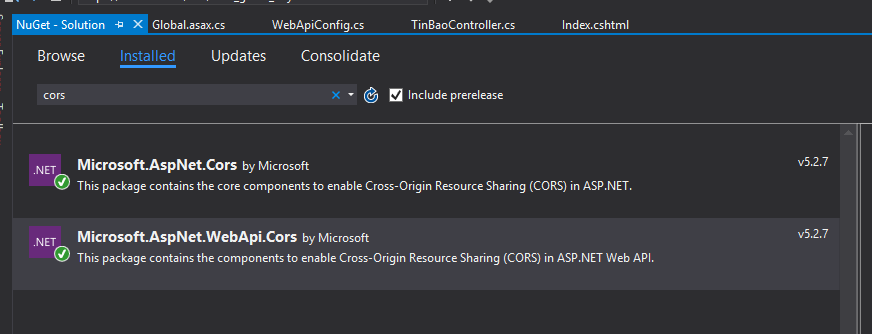 NuGet - Solution
Global.asax.cs
WebApiConfig.cs
TinBaoController.cs
Index.cshtml
Browse
Installed
Updates
Consolidate
cors
Include prerelease
.NET
Microsoft.AspNet.Cors by Microsoft
v5.2.7
This package contains the core components to enable Cross-Origin Resource Sharing (CORS) in ASP.NET.
.NET
Microsoft.AspNet.WebApi.Cors by Microsoft
v5.2.7
This package contains the components to enable Cross-Origin Resource Sharing (CORS) in ASP.NET Web API.